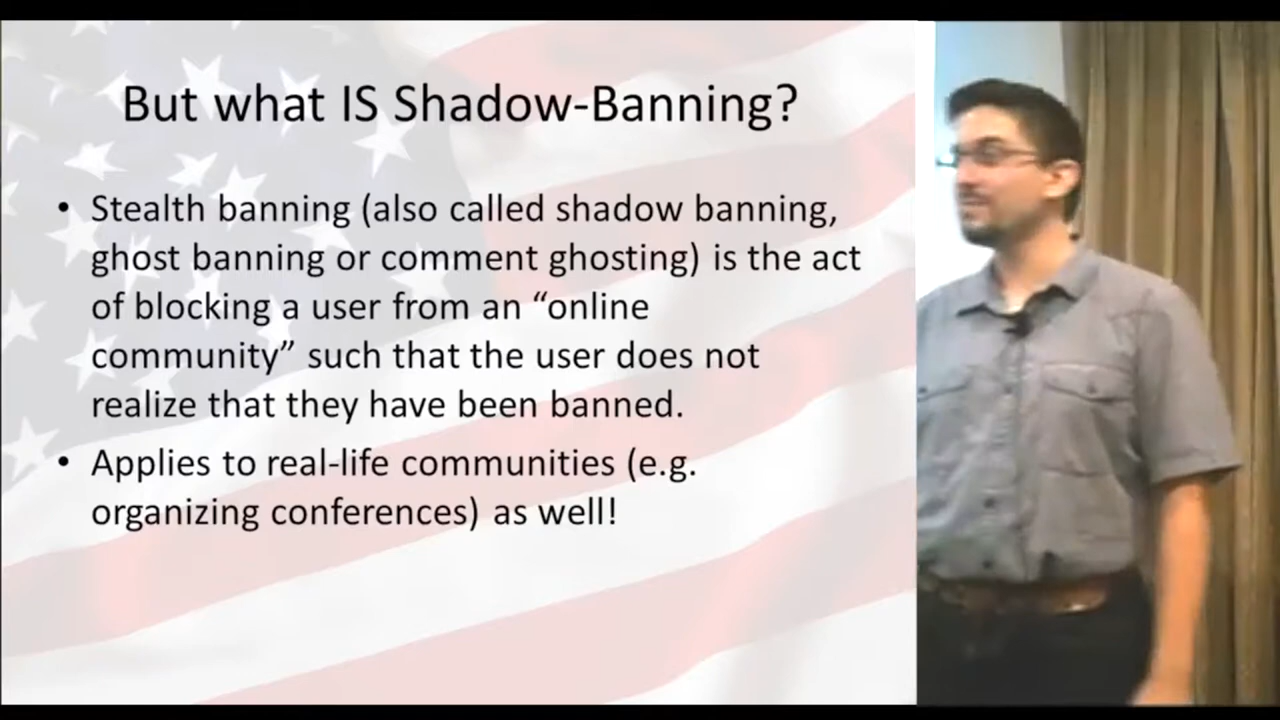 But what IS Shadow-Banning?
• Stealth banning (also called shadow banning,
ghost banning or comment ghosting) is the act
of blocking a user from an “online
community” such that the user does not
realize that they have been banned.
• Applies to real-life communities (e.g.
organizing conferences) as well!